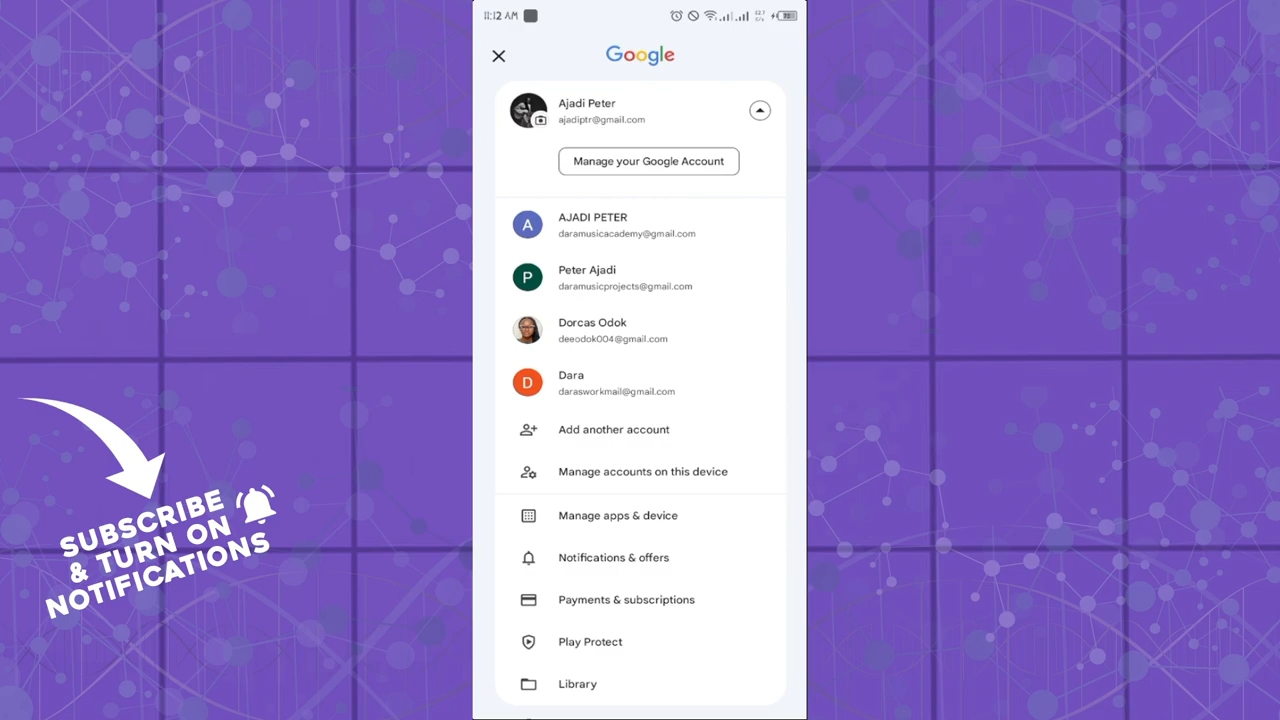 11:12 AM
Google
Ajadi Peter
ajadiptr@gmail.com
Manage your Google Account
A
AJADI PETER
daramusicacademy@gmail.com
P
Peter Ajadi
daramusicprojects@gmail.com
Dorcas Odok
deeodok004@gmail.com
D
Dara
darasworkmail@gmail.com
Add another account
Manage accounts on this device
Manage apps & device
Notifications & offers
Payments & subscriptions
Play Protect
Library
SUBSCRIBE
& TURN ON
NOTIFICATIONS